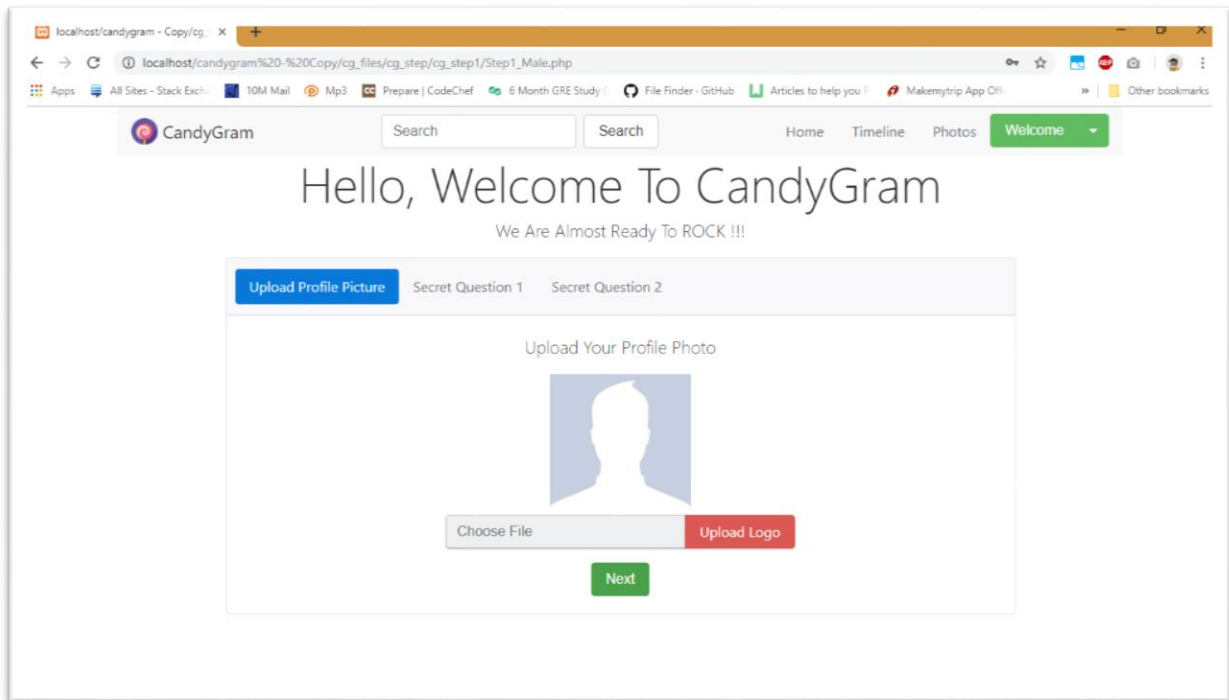 localhost/candygram - Copy/cg_
localhost/candygram%20-%20Copy/cg_files/cg_step/cg_step1/Step1_Male.php
Apps All Sites - Stack Exch 10M Mail Mp3 Prepare | CodeChef 6 Month GRE Study File Finder · GitHub Articles to help you Makemytrip App Off » Other bookmarks
CandyGram Search Search Home Timeline Photos Welcome
Hello, Welcome To CandyGram
We Are Almost Ready To ROCK !!!
Upload Profile Picture Secret Question 1 Secret Question 2
Upload Your Profile Photo
Choose File Upload Logo
Next